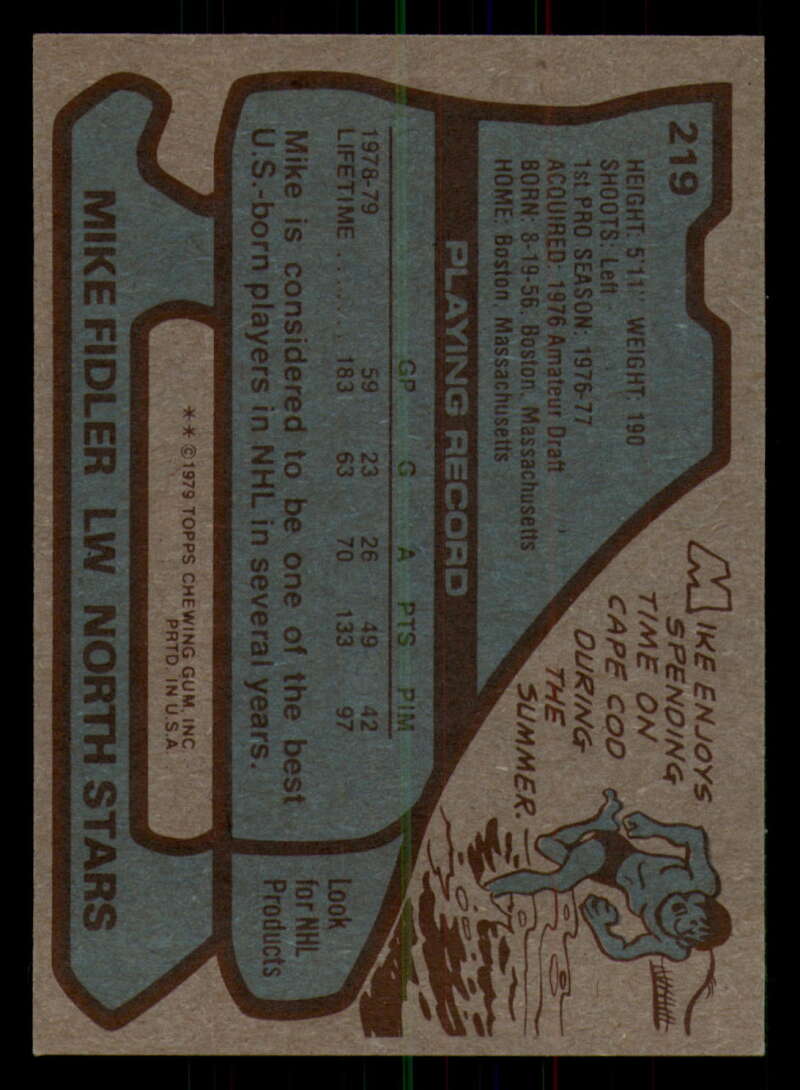 219
HEIGHT: 5'11" WEIGHT: 190
SHOOTS: Left
1st PRO SEASON: 1976-77
ACQUIRED: 1976 Amateur Draft
BORN: 8-19-56, Boston, Massachusetts
HOME: Boston, Massachusetts
MIKE ENJOYS
SPENDING
TIME ON
CAPE COD
DURING
THE
SUMMER.
PLAYING RECORD
GP G A PTS PIM
1978-79 59 23 26 49 42
LIFETIME ....... 183 63 70 133 97
Mike is considered to be one of the best
U.S.-born players in NHL in several years.
Look
for NHL
Products
** ©1979 TOPPS CHEWING GUM, INC.
PRTD. IN U.S.A.
MIKE FIDLER LW NORTH STARS